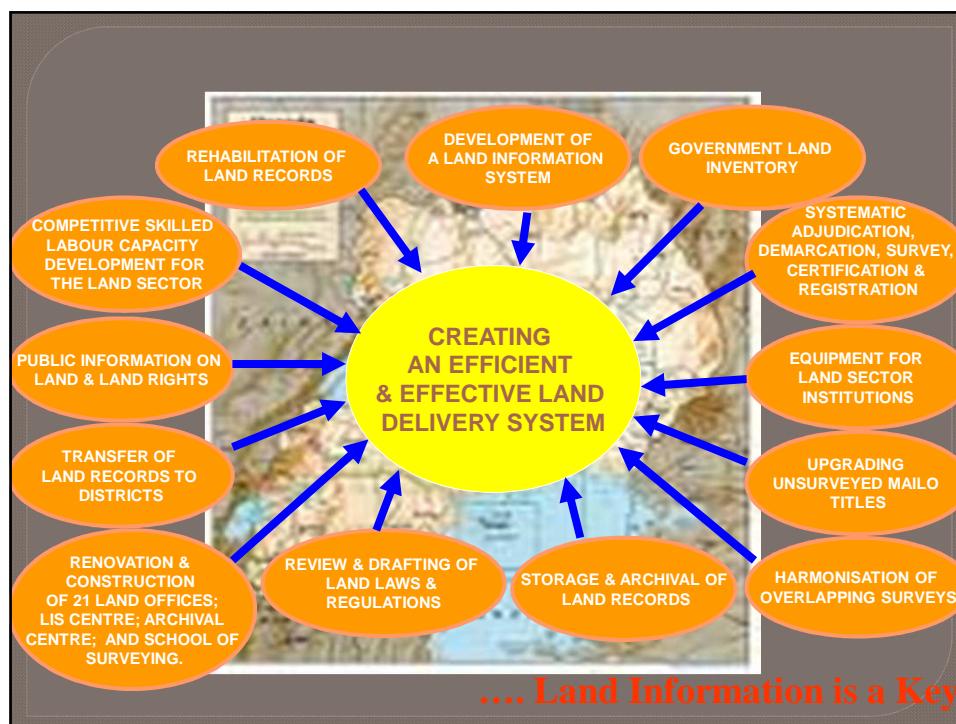 REHABILITATION OF
LAND RECORDS
DEVELOPMENT OF
A LAND INFORMATION
SYSTEM
GOVERNMENT LAND
INVENTORY
COMPETITIVE SKILLED
LABOUR CAPACITY
DEVELOPMENT FOR
THE LAND SECTOR
SYSTEMATIC
ADJUDICATION,
DEMARCATION, SURVEY,
CERTIFICATION &
REGISTRATION
CREATING
AN EFFICIENT
& EFFECTIVE LAND
DELIVERY SYSTEM
PUBLIC INFORMATION ON
LAND & LAND RIGHTS
EQUIPMENT FOR
LAND SECTOR
INSTITUTIONS
TRANSFER OF
LAND RECORDS TO
DISTRICTS
UPGRADING
UNSURVEYED MAILO
TITLES
RENOVATION &
CONSTRUCTION
OF 21 LAND OFFICES;
LIS CENTRE; ARCHIVAL
CENTRE; AND SCHOOL OF
SURVEYING.
REVIEW & DRAFTING OF
LAND LAWS &
REGULATIONS
STORAGE & ARCHIVAL OF
LAND RECORDS
HARMONISATION OF
OVERLAPPING SURVEYS
.... Land Information is a Key